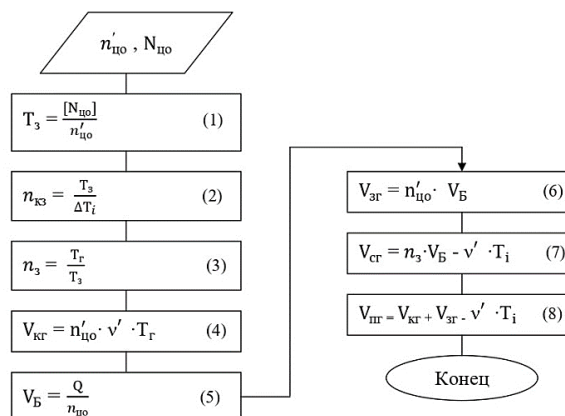 n′цо , Nцо
Tз = [Nцо] / n′цо (1)
nкз = Tз / ΔTi (2)
nз = Tг / Tз (3)
Vкг = n′цо · ν′ · Tг (4)
VБ = Q / nцо (5)
Vзг = n′цо · VБ (6)
Vсг = nз·VБ - ν′ ·Ti (7)
Vпг = Vкг + Vзг - ν′ ·Ti (8)
Конец